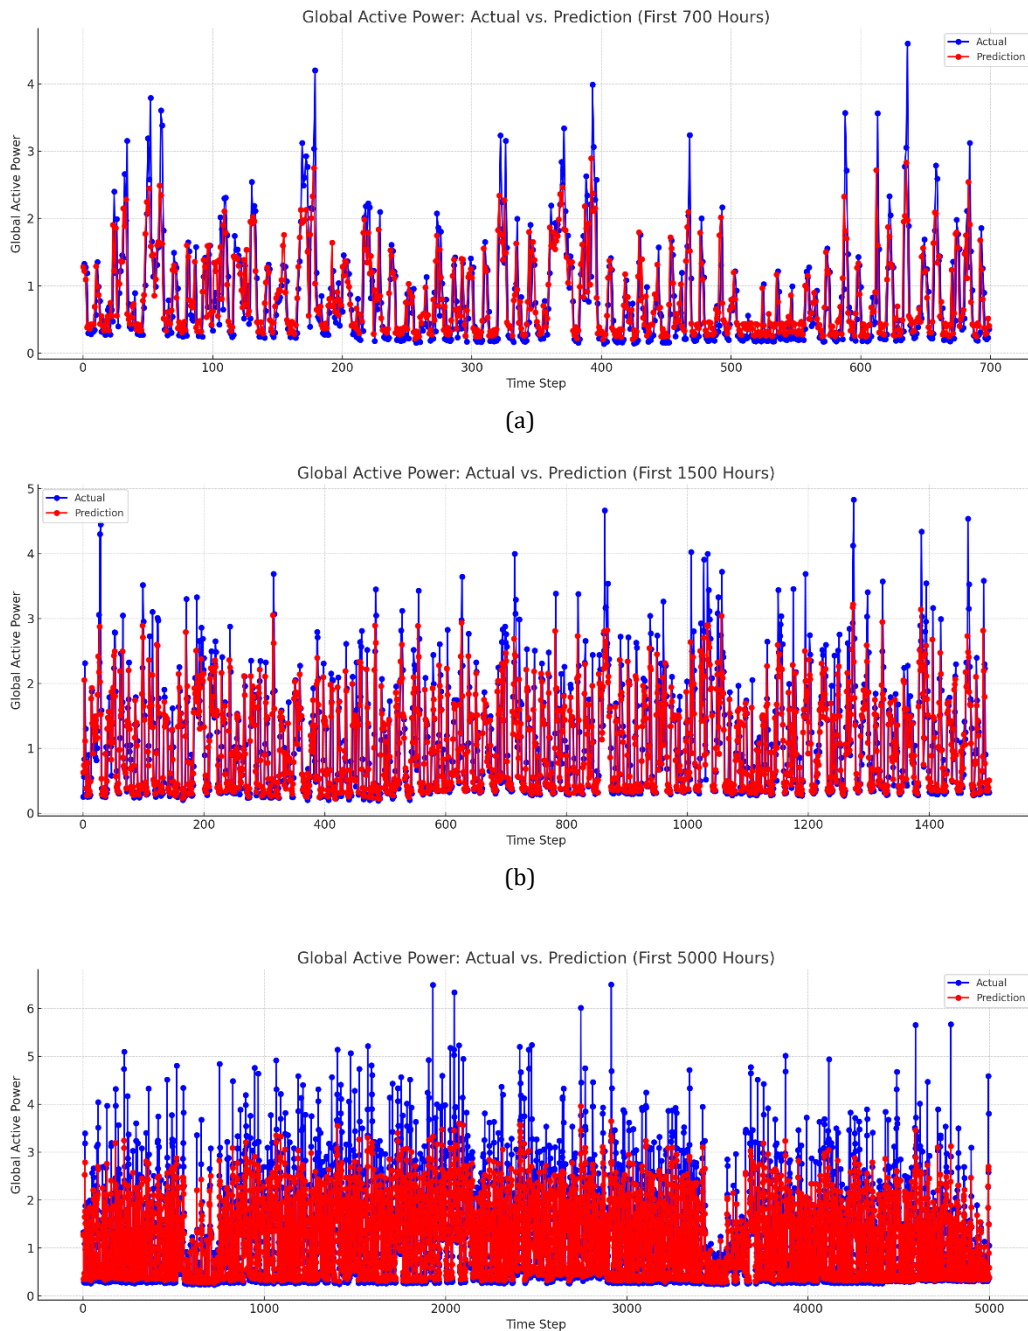 Global Active Power: Actual vs. Prediction (First 700 Hours)
Actual
Prediction
Global Active Power
4
3
2
1
0
0 100 200 300 400 500 600 700
Time Step
(a)
Global Active Power: Actual vs. Prediction (First 1500 Hours)
Actual
Prediction
Global Active Power
5
4
3
2
1
0
0 200 400 600 800 1000 1200 1400
Time Step
(b)
Global Active Power: Actual vs. Prediction (First 5000 Hours)
Actual
Prediction
Global Active Power
6
5
4
3
2
1
0
0 1000 2000 3000 4000 5000
Time Step